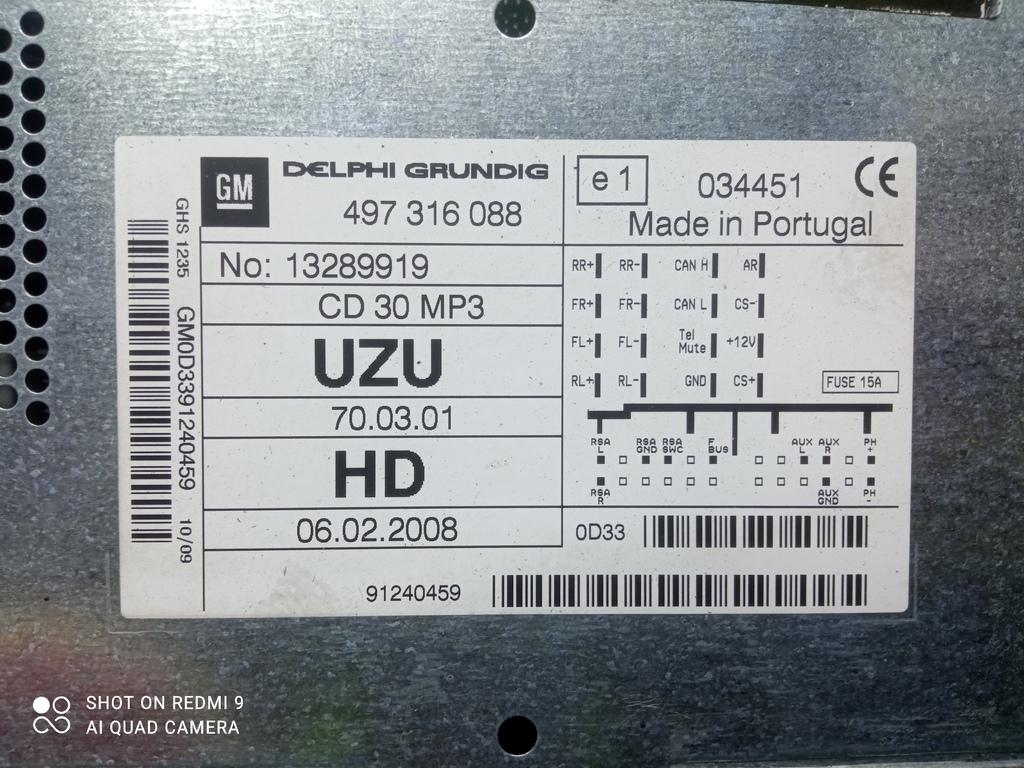 GHS 1235 GM0D3391240459 10/09
GM DELPHI GRUNDIG
497 316 088
No: 13289919
CD 30 MP3
UZU
70.03.01
HD
06.02.2008
e 1 034451 CE
Made in Portugal
RR+ RR- CAN H AR
FR+ FR- CAN L CS-
FL+ FL- Tel Mute +12V
RL+ RL- GND CS+
FUSE 15A
RSA L RSA GND RSA SWC F BUS AUX L AUX R PH +
RSA R AUX GND PH -
0D33
91240459
SHOT ON REDMI 9
AI QUAD CAMERA